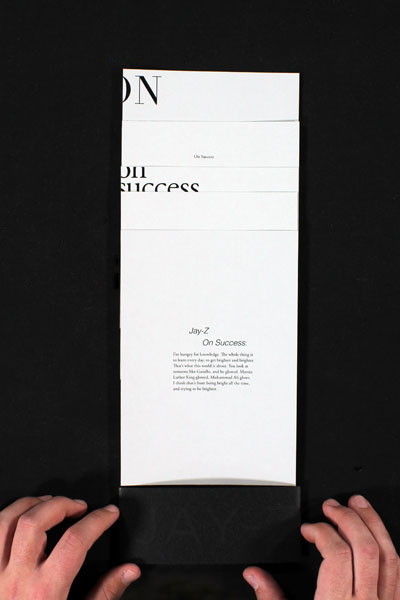 ON
On Success
on
success
Jay-Z
On Success.
I'm hungry for knowledge. The whole thing is
to learn every day, to get brighter and brighter
That's what this world is about. You look at
someone like Gandhi, and he glowed. Martin
Luther King glowed. Muhammad Ali glows
I think that's from being bright all the time,
and trying to be brighter.
JAY